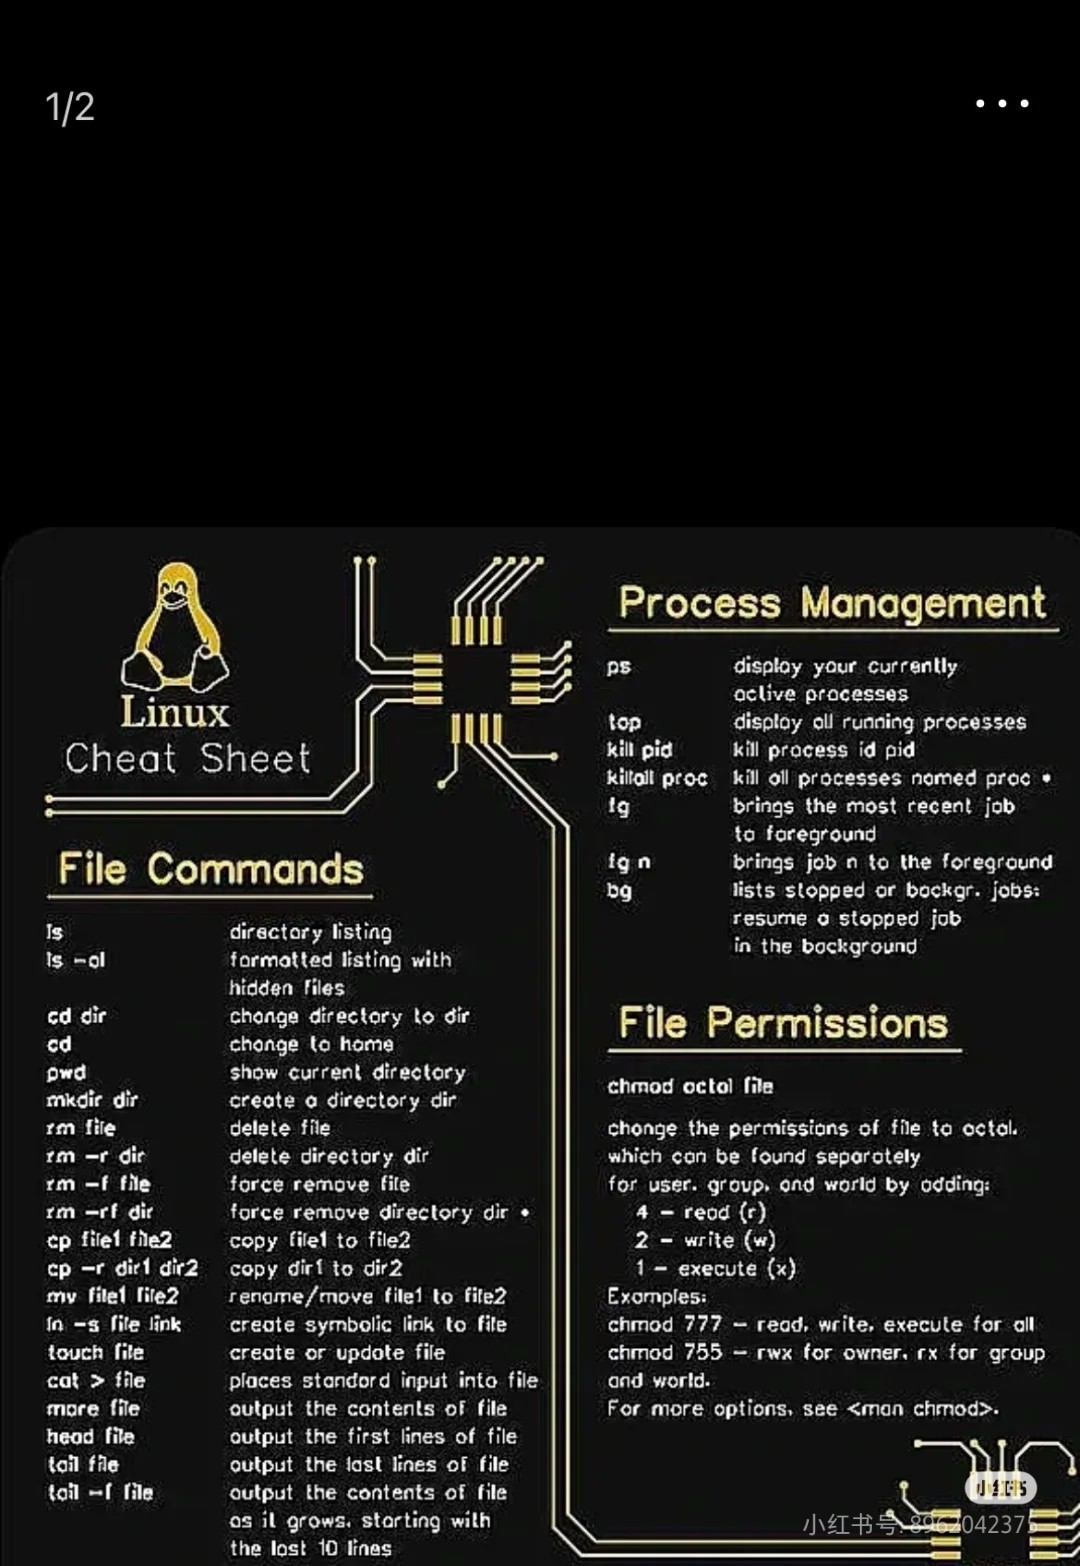 1/2
Linux
Cheat Sheet
File Commands
ls directory listing
ls -al formatted listing with
hidden files
cd dir change directory to dir
cd change to home
pwd show current directory
mkdir dir create a directory dir
rm file delete file
rm -r dir delete directory dir
rm -f file force remove file
rm -rf dir force remove directory dir *
cp file1 file2 copy file1 to file2
cp -r dir1 dir2 copy dir1 to dir2
mv file1 file2 rename/move file1 to file2
ln -s file link create symbolic link to file
touch file create or update file
cat > file places standard input into file
more file output the contents of file
head file output the first lines of file
tail file output the last lines of file
tail -f file output the contents of file
as it grows, starting with
the last 10 lines
Process Management
ps display your currently
active processes
top display all running processes
kill pid kill process id pid
killall proc kill all processes named proc *
fg brings the most recent job
to foreground
fg n brings job n to the foreground
bg lists stopped or backgr. jobs;
resume a stopped job
in the background
File Permissions
chmod octal file
change the permissions of file to octal,
which can be found separately
for user, group, and world by adding:
4 - read (r)
2 - write (w)
1 - execute (x)
Examples:
chmod 777 - read, write, execute for all
chmod 755 - rwx for owner, rx for group
and world.
For more options, see <man chmod>.
小红书
小红书号: 8962042375